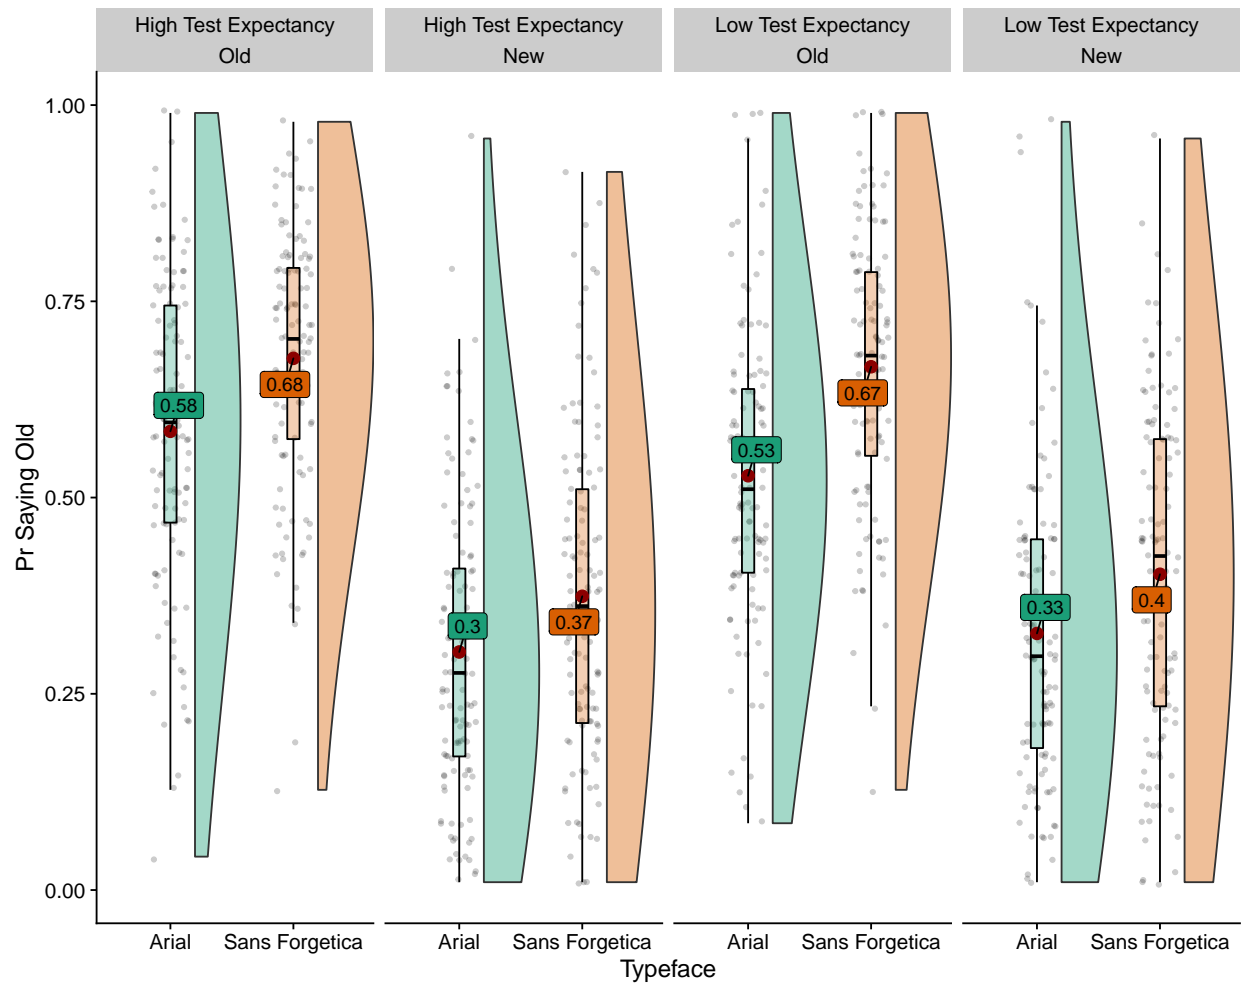 High Test Expectancy
Old
High Test Expectancy
New
Low Test Expectancy
Old
Low Test Expectancy
New
Pr Saying Old
1.00
0.75
0.50
0.25
0.00
0.58
0.68
0.3
0.37
0.53
0.67
0.33
0.4
Arial
Sans Forgetica
Arial
Sans Forgetica
Arial
Sans Forgetica
Arial
Sans Forgetica
Typeface